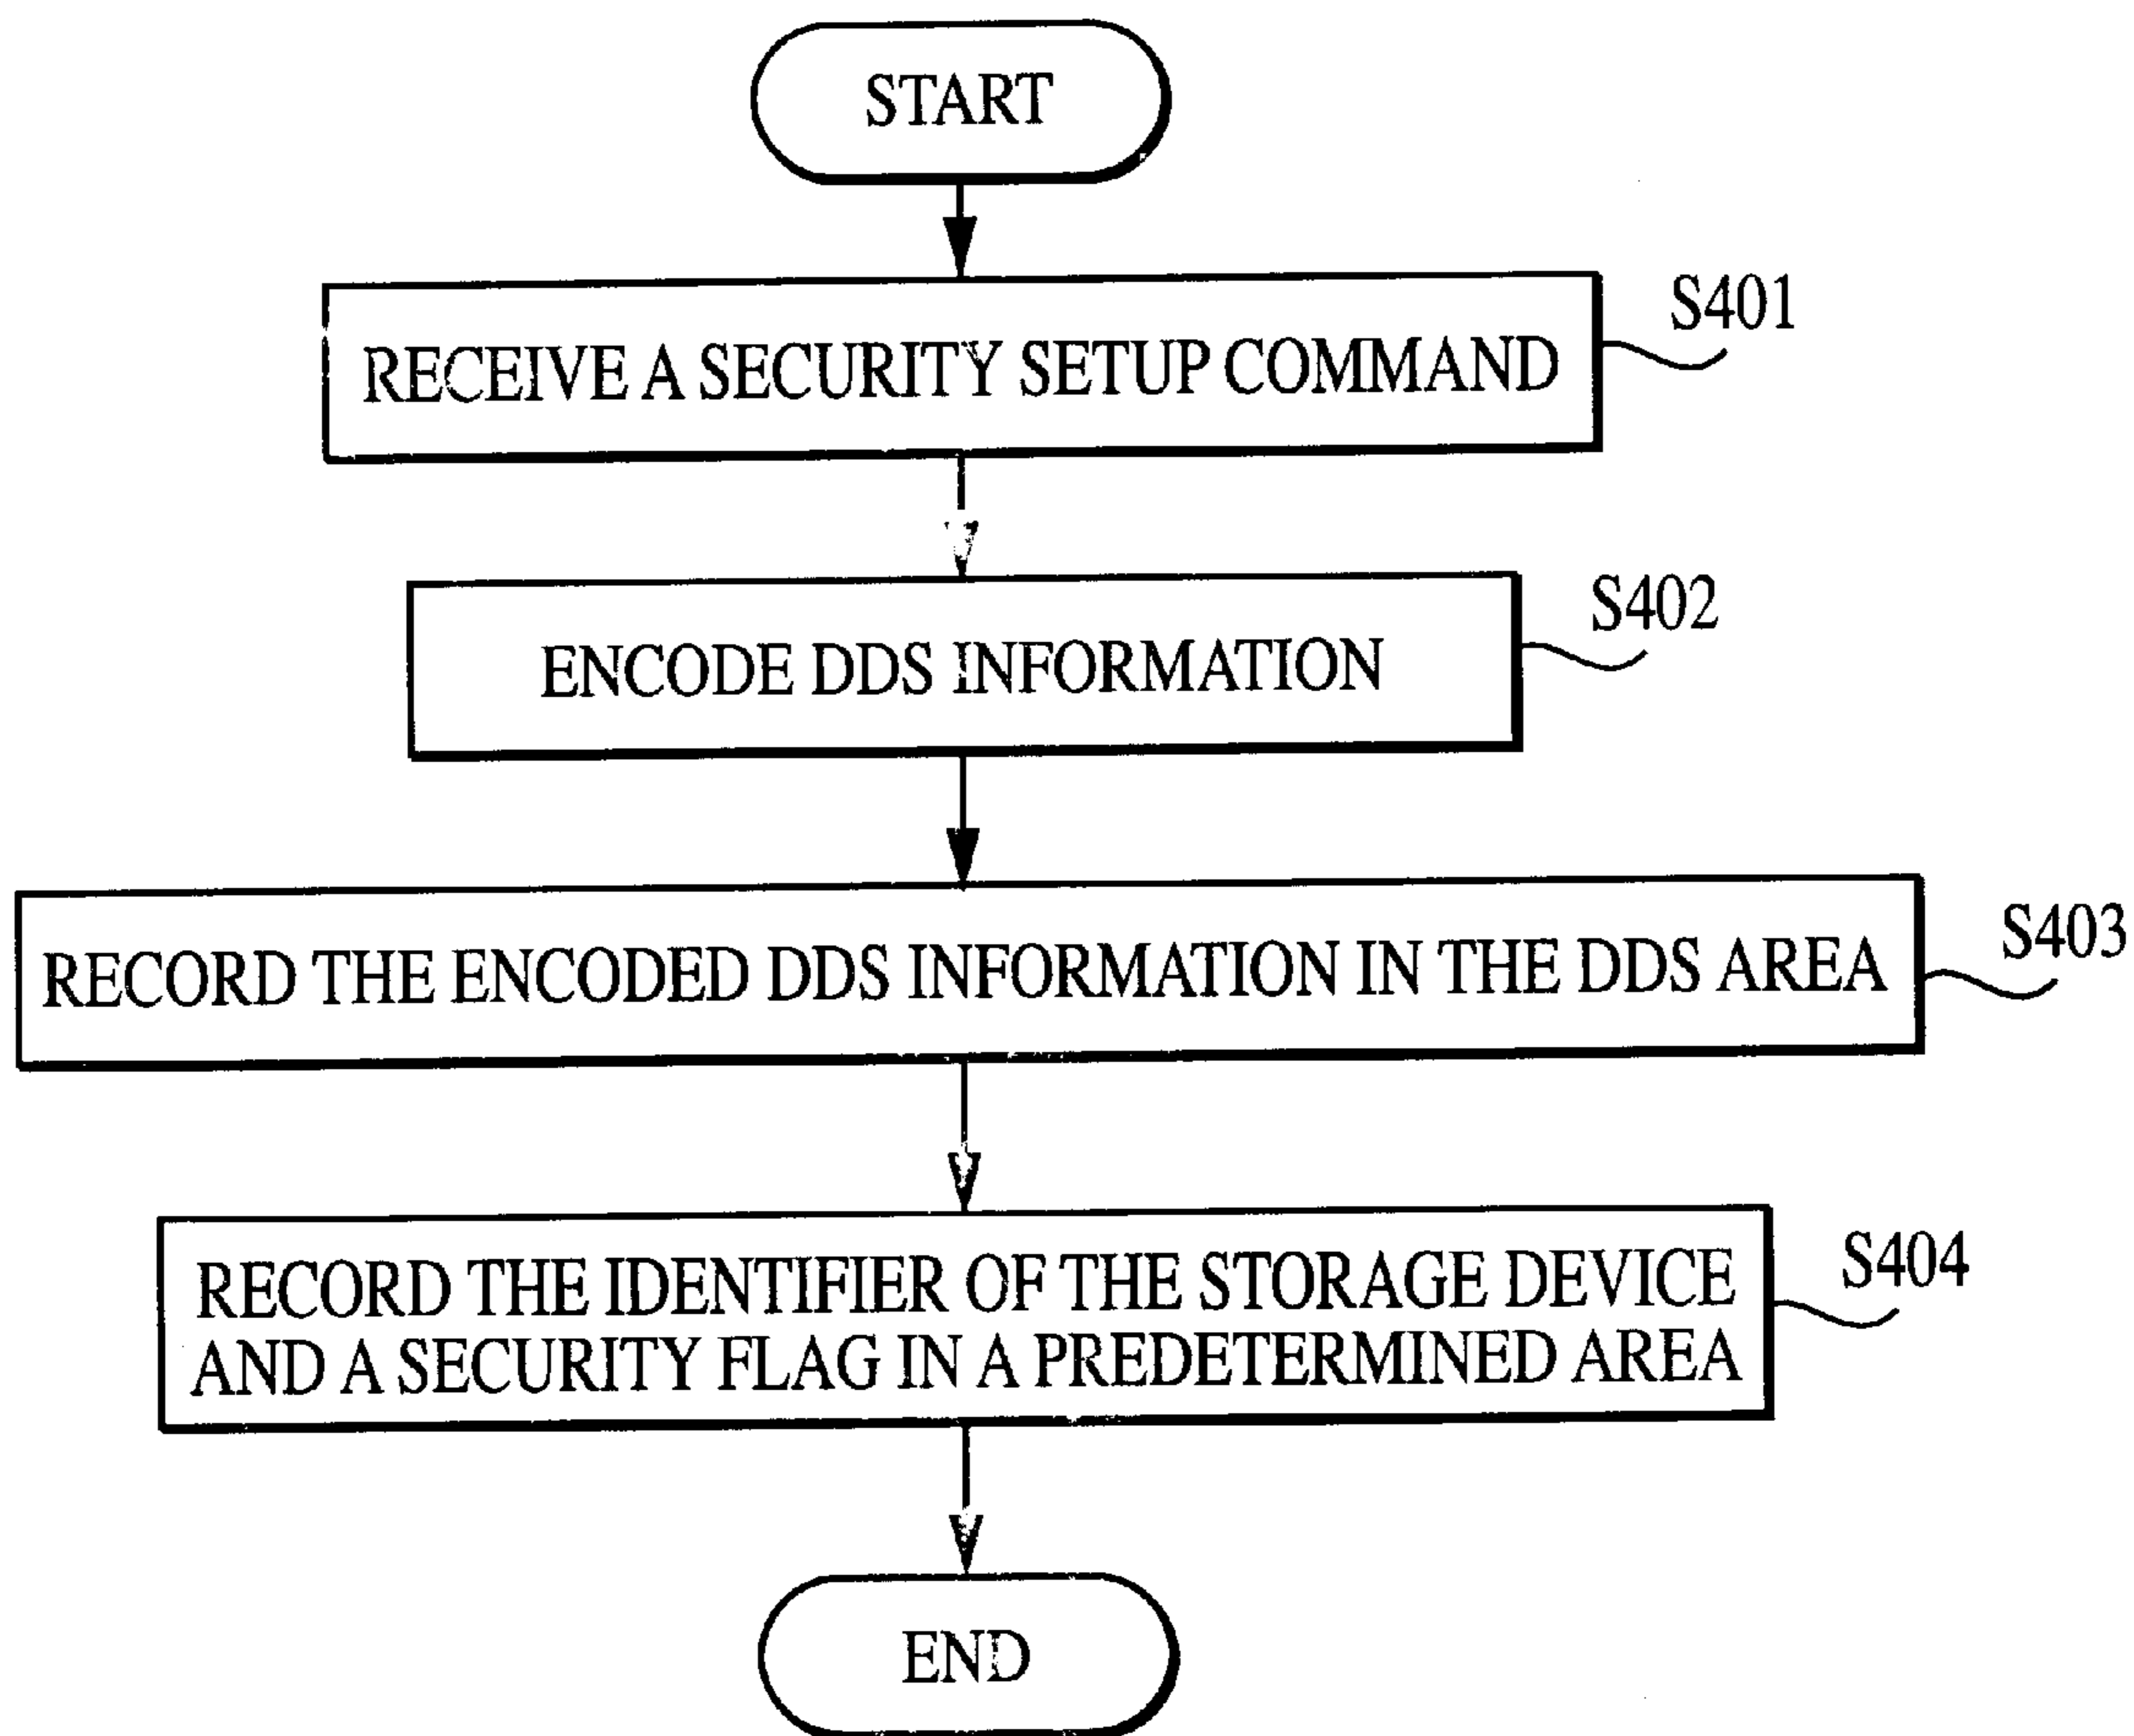 START
RECEIVE A SECURITY SETUP COMMAND
S401
ENCODE DDS INFORMATION
S402
RECORD THE ENCODED DDS INFORMATION IN THE DDS AREA
S403
RECORD THE IDENTIFIER OF THE STORAGE DEVICE
AND A SECURITY FLAG IN A PREDETERMINED AREA
S404
END